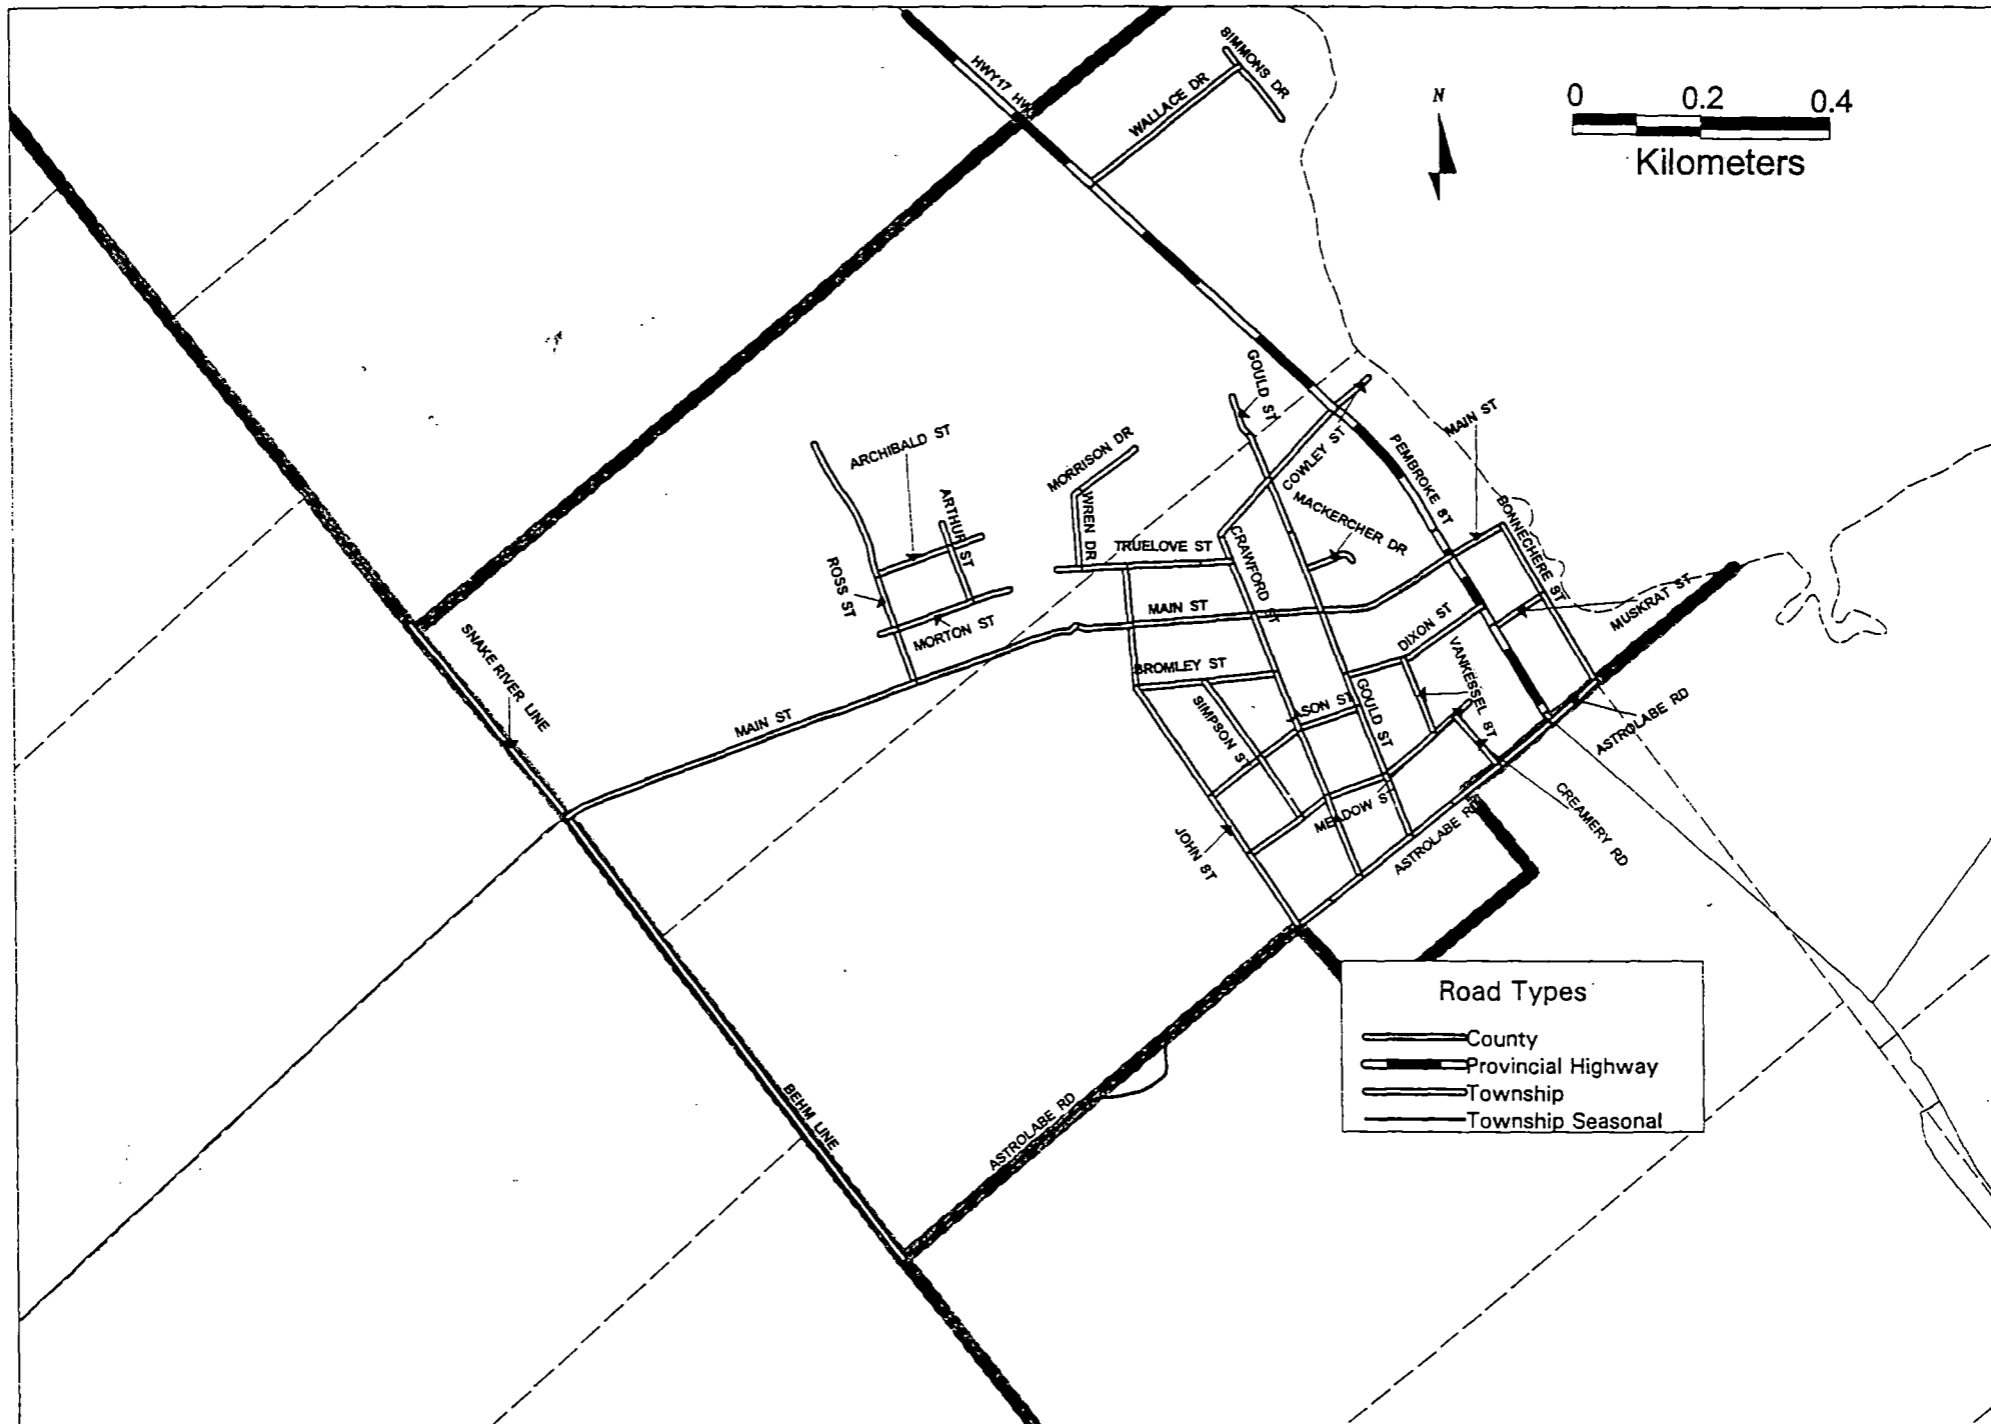 SIMMONS DR
HWY17
WALLACE DR
N
0 0.2 0.4
Kilometers
GOULD ST
MAIN ST
ARCHIBALD ST
MORRISON DR
COWLEY ST
PEMBROKE ST
ARTHUR ST
WREN DR
MACKERCHER DR
BONNECHERE ST
TRUELOVE ST
CRAWFORD ST
ROSS ST
MAIN ST
MUSKRAT ST
MORTON ST
DIXON ST
SNAKE RIVER LINE
BROMLEY ST
VANKESSEL ST
MAIN ST
SIMPSON ST
ASON ST
GOULD ST
ASTROLABE RD
MEADOW ST
CREAMERY RD
JOHN ST
ASTROLABE RD
BEHM LINE
ASTROLABE RD
Road Types
County
Provincial Highway
Township
Township Seasonal